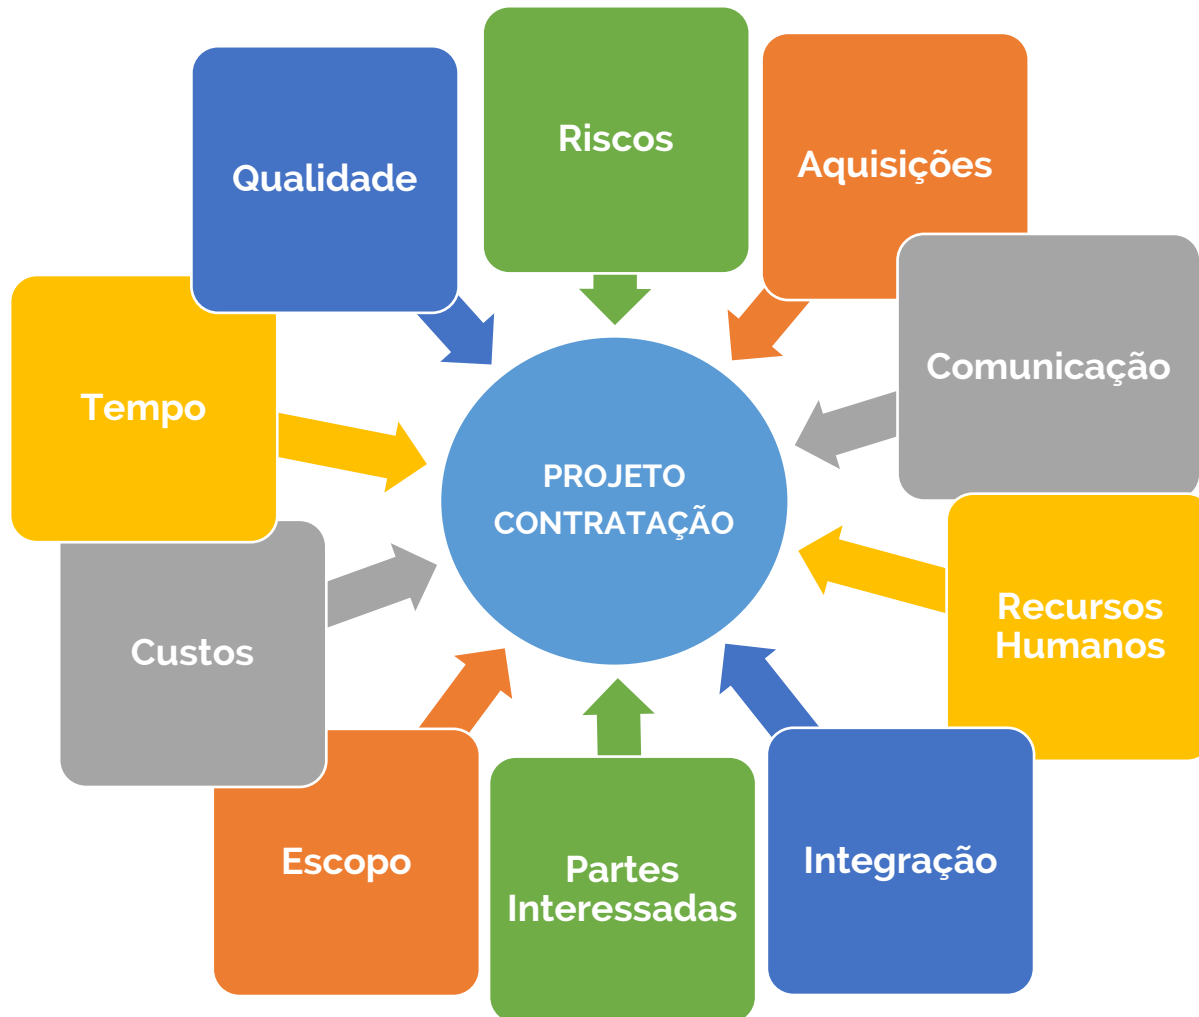 Riscos
Aquisições
Qualidade
Comunicação
Tempo
PROJETO
CONTRATAÇÃO
Recursos
Humanos
Custos
Escopo
Partes
Interessadas
Integração